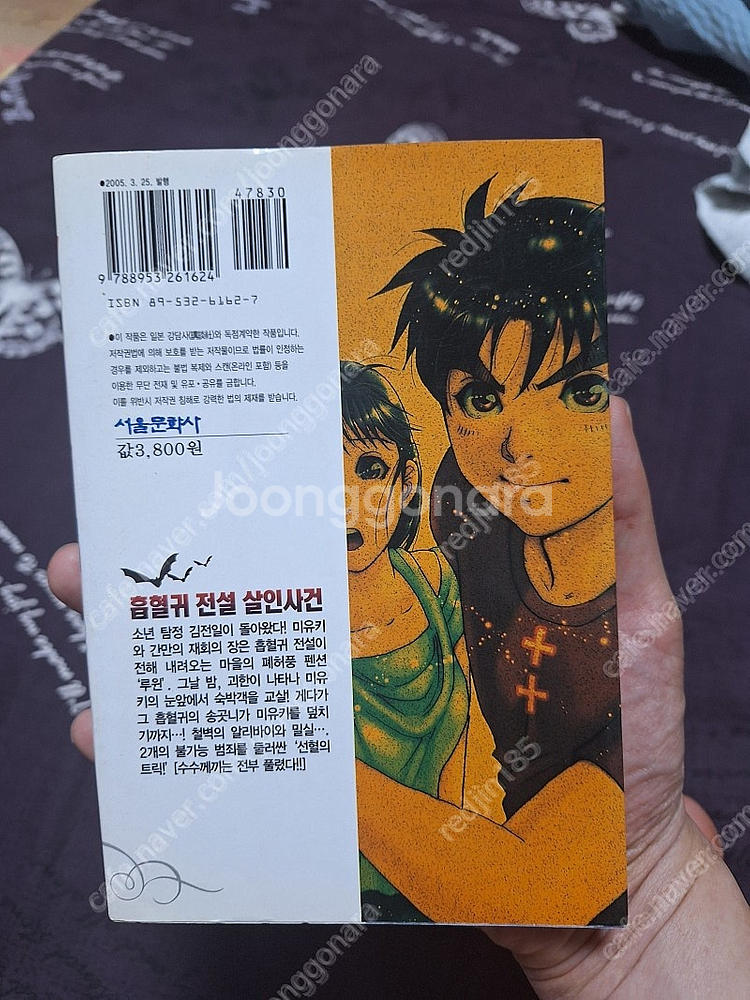 ●2005. 3. 25. 발행
47830
9 788953 261624
ISBN 89-532-6162-7
●이 작품은 일본 강담사(講談社)와 독점계약한 작품입니다.
저작권법에 의해 보호를 받는 저작물이므로 법률이 인정하는
경우를 제외하고는 불법 복제와 스캔(온라인 포함) 등을
이용한 무단 전재 및 유포·공유를 금합니다.
이를 위반시 저작권 침해로 강력한 법의 제재를 받습니다.
서울문화사
값3,800원
흡혈귀 전설 살인사건
소년 탐정 김전일이 돌아왔다! 미유키
와 간만의 재회의 장은 흡혈귀 전설이
전해 내려오는 마을의 폐허풍 펜션
'루원'. 그날 밤, 괴한이 나타나 미유
키의 눈앞에서 숙박객을 교살! 게다가
그 흡혈귀의 송곳니가 미유키를 덮치
기까지…! 철벽의 알리바이와 밀실…,
2개의 불가능 범죄를 둘러싼 '선혈의
트릭!' [수수께끼는 전부 풀렸다!!]
Joonggonara
redjim185
cafe.naver.com/joonggonara